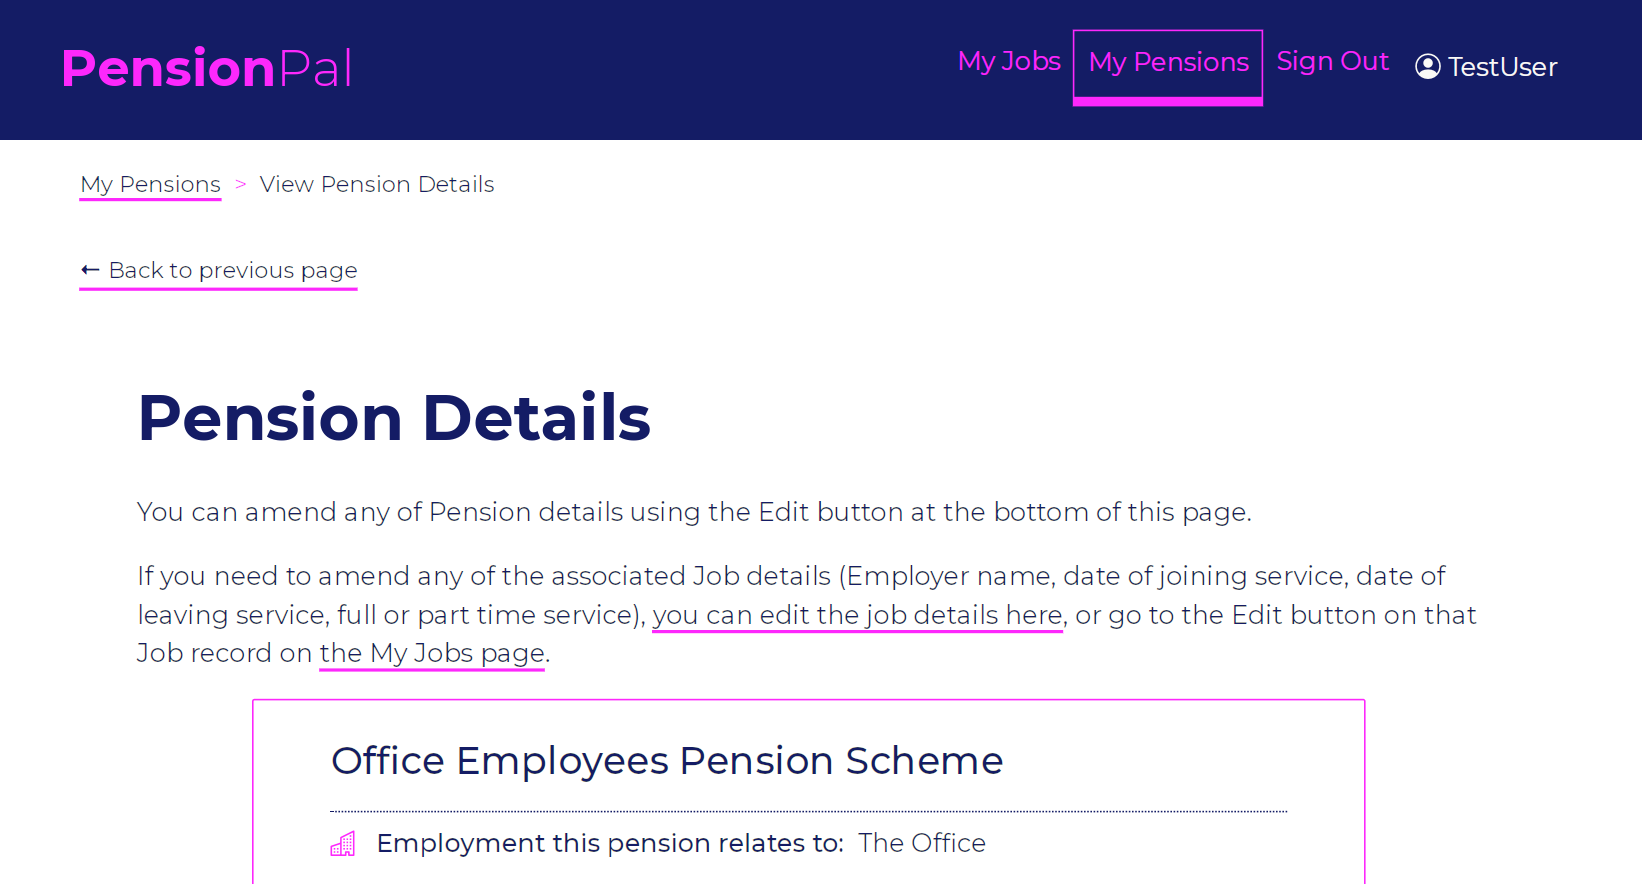 PensionPal
My Jobs My Pensions Sign Out TestUser
My Pensions > View Pension Details
← Back to previous page
Pension Details
You can amend any of Pension details using the Edit button at the bottom of this page.
If you need to amend any of the associated Job details (Employer name, date of joining service, date of
leaving service, full or part time service), you can edit the job details here, or go to the Edit button on that
Job record on the My Jobs page.
Office Employees Pension Scheme
Employment this pension relates to: The Office